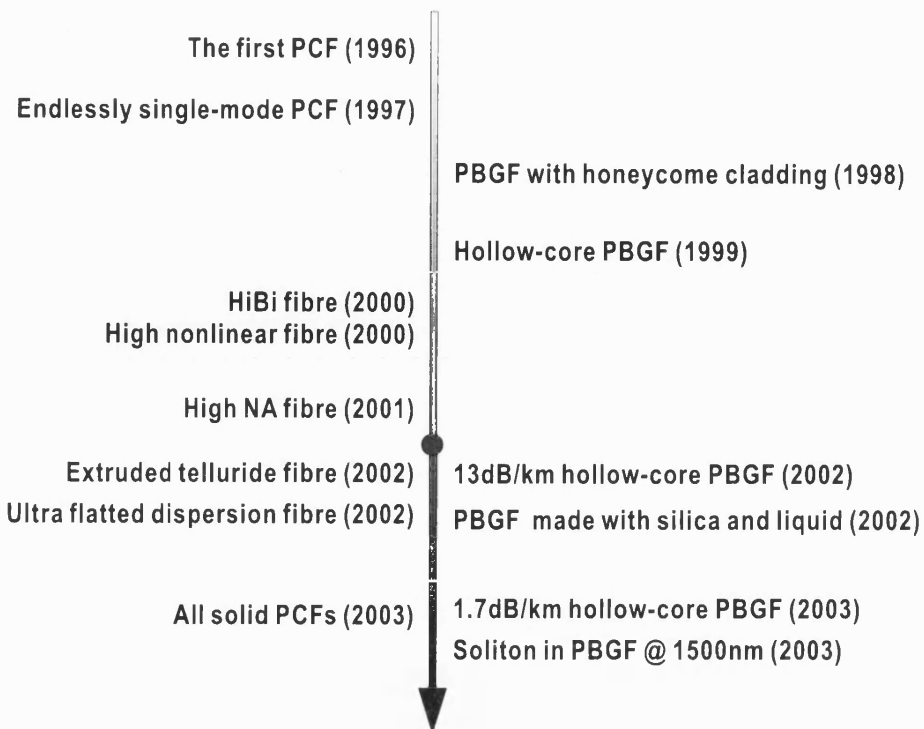 The first PCF (1996)
Endlessly single-mode PCF (1997)
PBGF with honeycome cladding (1998)
Hollow-core PBGF (1999)
HiBi fibre (2000)
High nonlinear fibre (2000)
High NA fibre (2001)
Extruded telluride fibre (2002)
13dB/km hollow-core PBGF (2002)
Ultra flatted dispersion fibre (2002)
PBGF made with silica and liquid (2002)
All solid PCFs (2003)
1.7dB/km hollow-core PBGF (2003)
Soliton in PBGF @ 1500nm (2003)